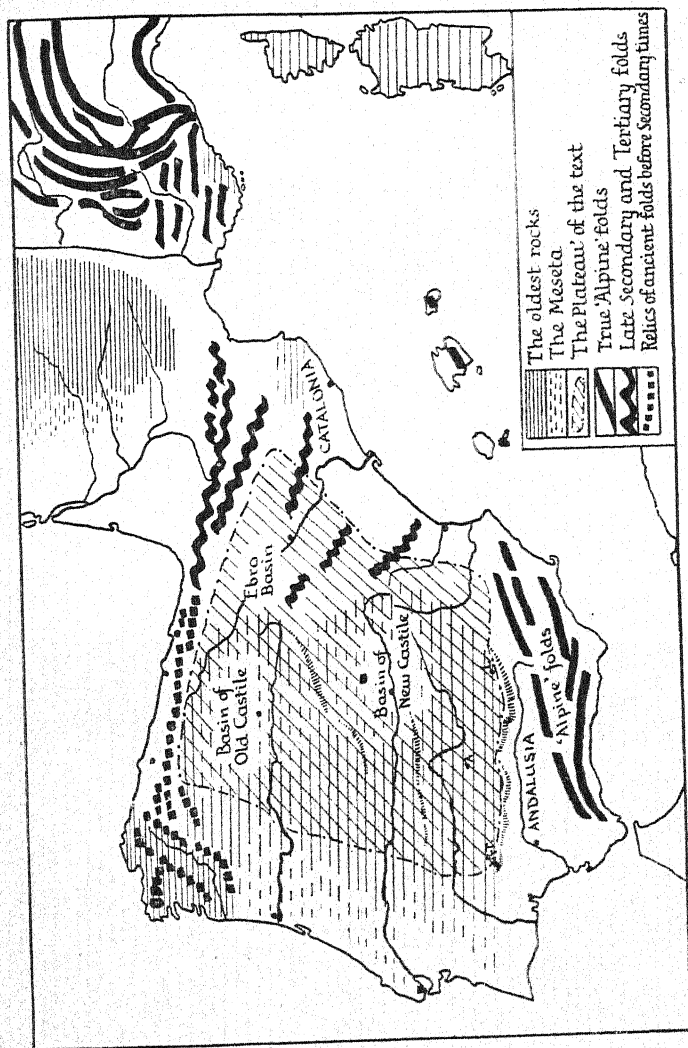 The oldest rocks
The Meseta
The 'Plateau' of the text
True 'Alpine' folds
Late Secondary and Tertiary folds
Relics of ancient folds before Secondary times
CATALONIA
Ebro
Basin
Basin of
Old Castile
Basin of
New Castile
ANDALUSIA
'Alpine' folds